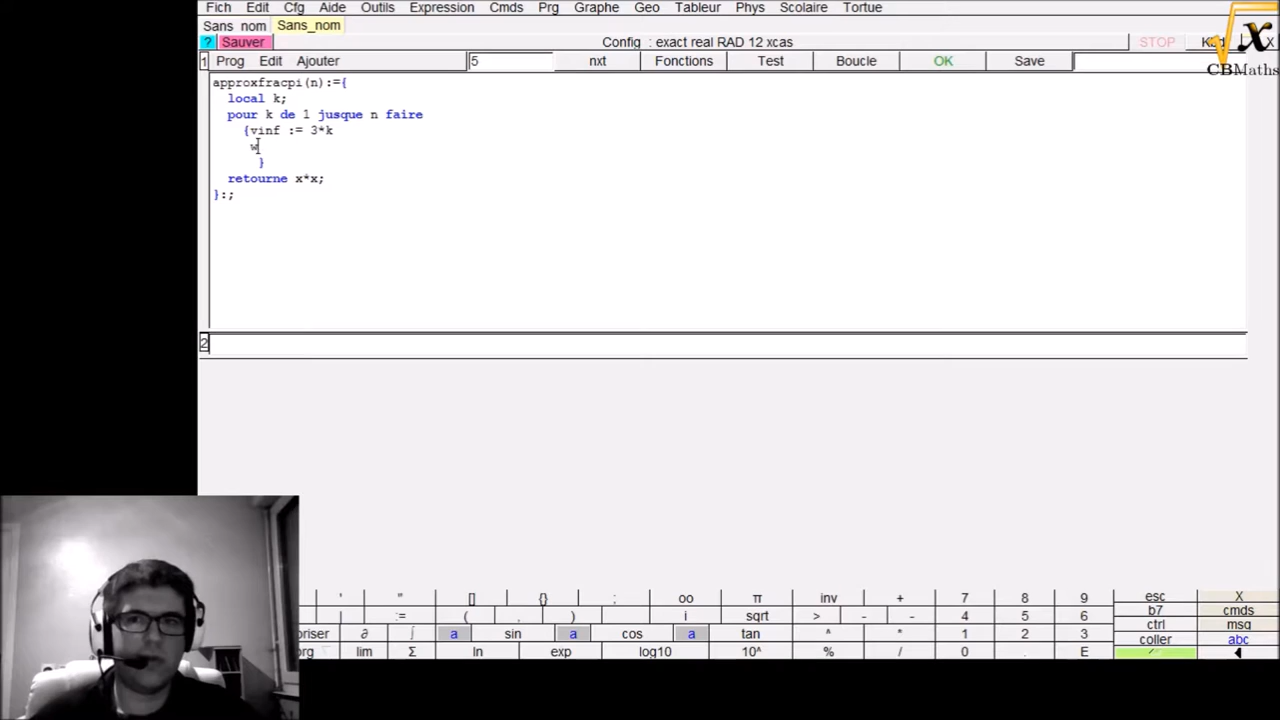 Fich Edit Cfg Aide Outils Expression Cmds Prg Graphe Geo Tableur Phys Scolaire Tortue
Sans nom Sans_nom
? Sauver Config : exact real RAD 12 xcas STOP X
CBMaths
1 Prog Edit Ajouter 5 nxt Fonctions Test Boucle OK Save
approxfracpi(n):={
local k;
pour k de 1 jusque n faire
{vinf := 3*k
}
retourne x*x;
}:;
2
' " [] {} ; oo π inv + 7 8 9 esc X
| := ( , ) i sqrt > - - 4 5 6 b7 cmds
∂ ∫ a sin a cos a tan ^ * 1 2 3 ctrl msg
lim Σ ln exp log10 10^ % / 0 . E coller abc